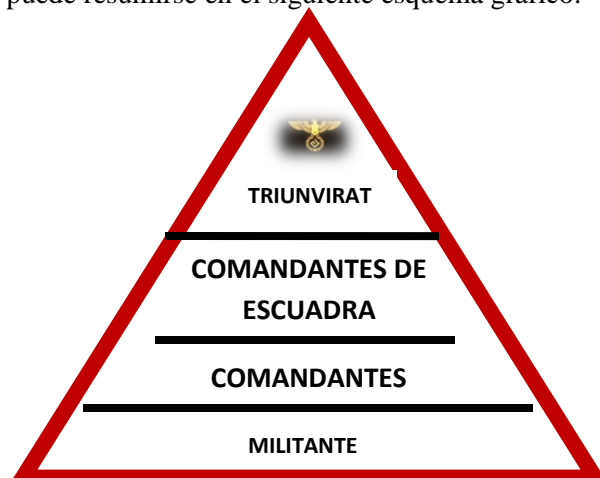 puede resumirse en el siguiente esquema gráfico:
TRIUNVIRAT
COMANDANTES DE
ESCUADRA
COMANDANTES
MILITANTE